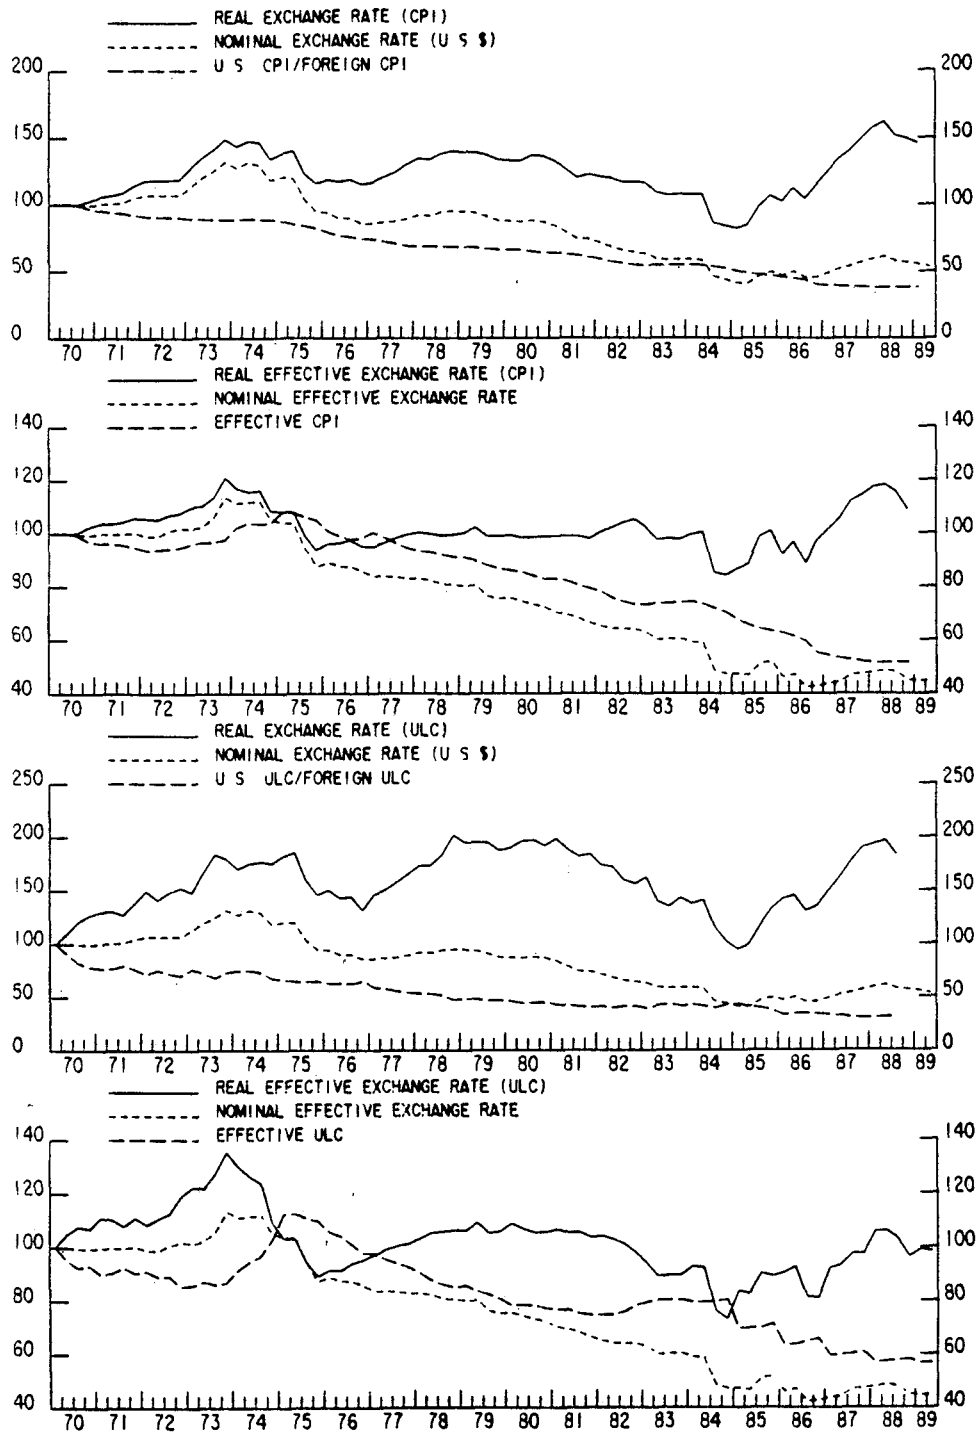 REAL EXCHANGE RATE (CPI)
NOMINAL EXCHANGE RATE (U S $)
U S CPI/FOREIGN CPI
200 200
150 150
100 100
50 50
0 0
70 71 72 73 74 75 76 77 78 79 80 81 82 83 84 85 86 87 88 89
REAL EFFECTIVE EXCHANGE RATE (CPI)
NOMINAL EFFECTIVE EXCHANGE RATE
EFFECTIVE CPI
140 140
120 120
100 100
80 80
60 60
40 40
70 71 72 73 74 75 76 77 78 79 80 81 82 83 84 85 86 87 88 89
REAL EXCHANGE RATE (ULC)
NOMINAL EXCHANGE RATE (U S $)
U S ULC/FOREIGN ULC
250 250
200 200
150 150
100 100
50 50
0 0
70 71 72 73 74 75 76 77 78 79 80 81 82 83 84 85 86 87 88 89
REAL EFFECTIVE EXCHANGE RATE (ULC)
NOMINAL EFFECTIVE EXCHANGE RATE
EFFECTIVE ULC
140 140
120 120
100 100
80 80
60 60
40 40
70 71 72 73 74 75 76 77 78 79 80 81 82 83 84 85 86 87 88 89